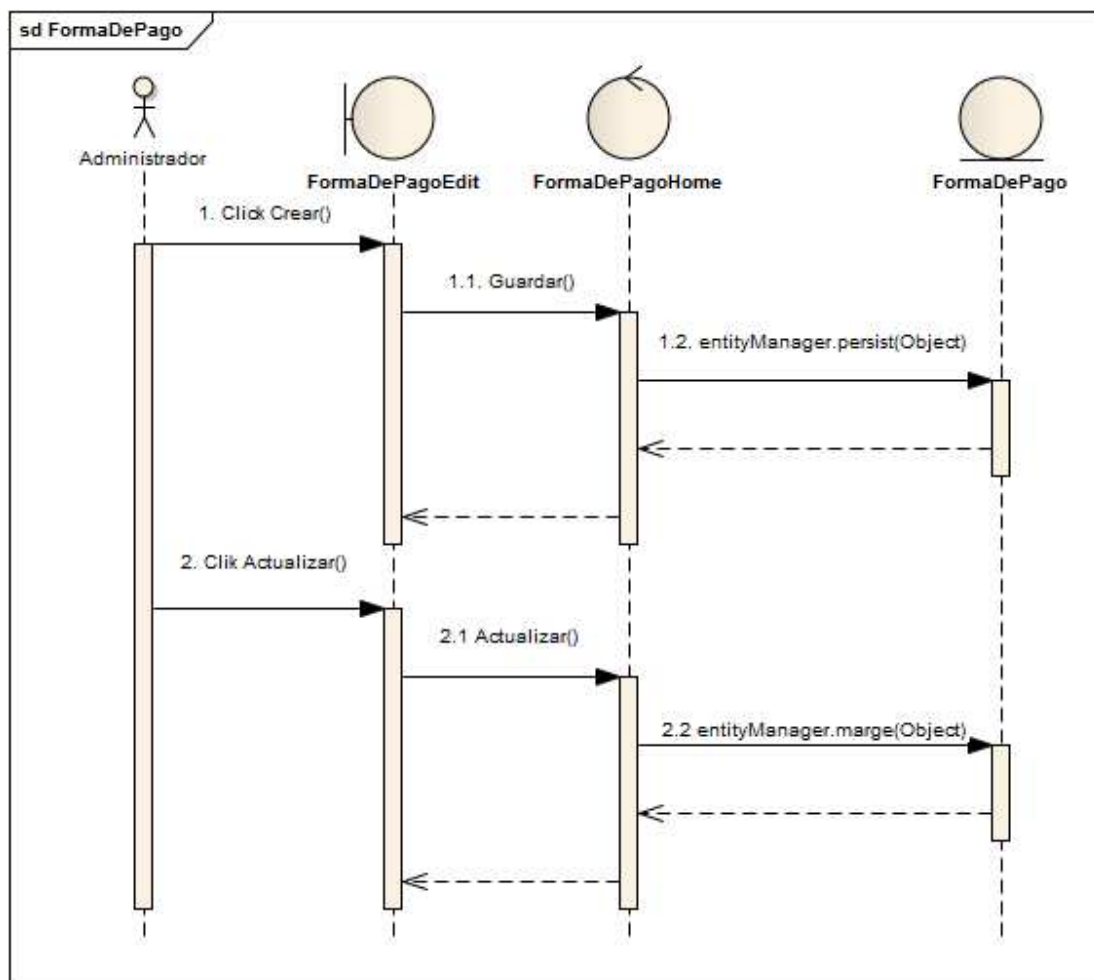 sd FormaDePago
Administrador
FormaDePagoEdit
FormaDePagoHome
FormaDePago
1. Click Crear()
1.1. Guardar()
1.2. entityManager.persist(Object)
2. Clik Actualizar()
2.1 Actualizar()
2.2 entityManager.marge(Object)